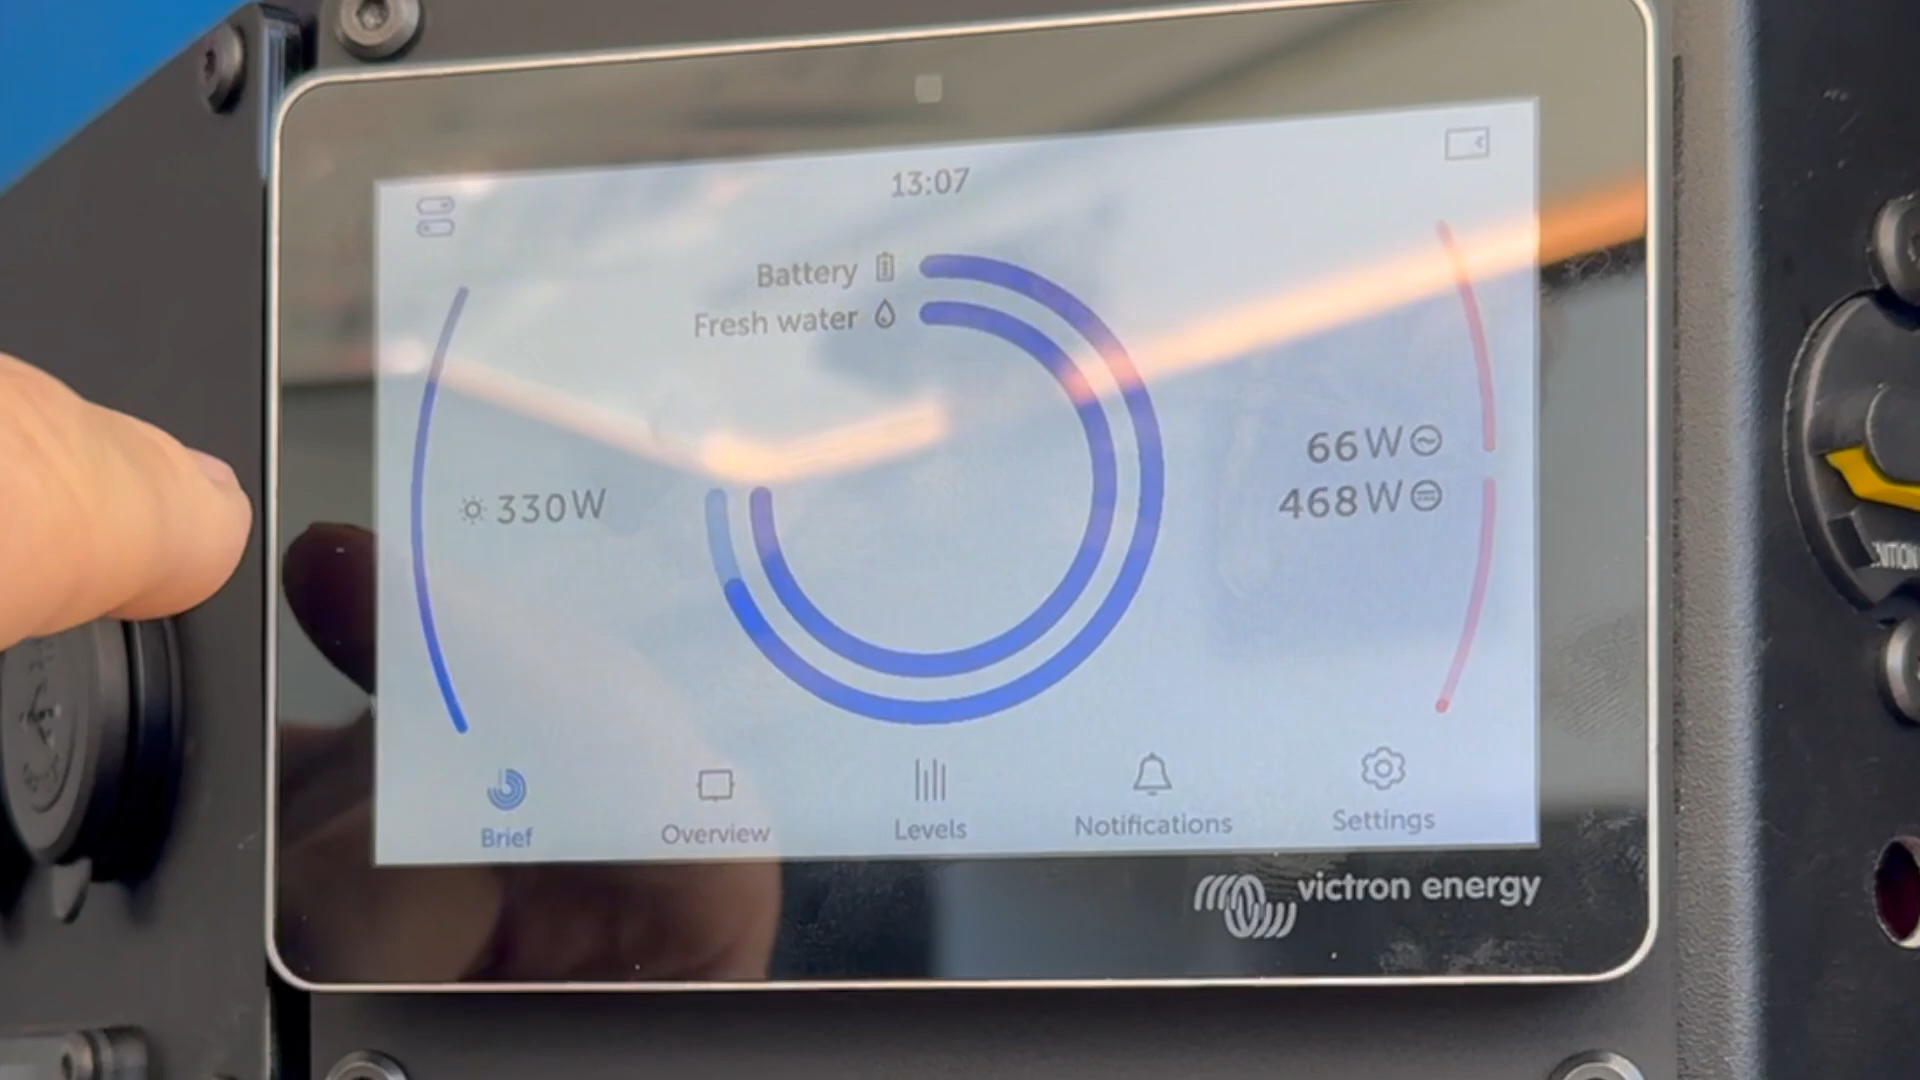 13:07
Battery
Fresh water
330W
66W
468W
Brief
Overview
Levels
Notifications
Settings
victron energy